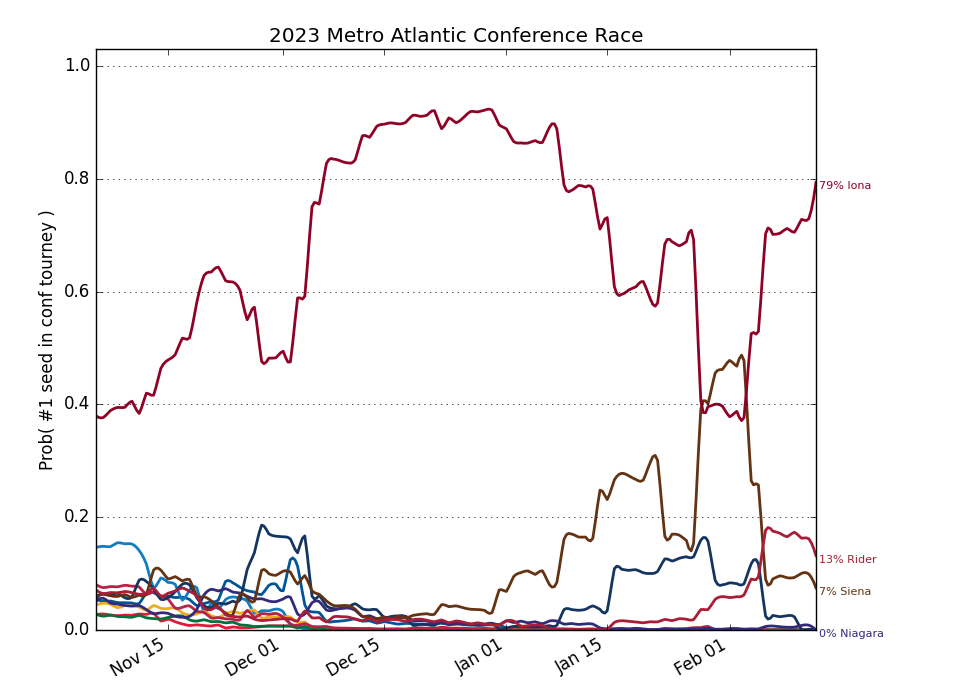 2023 Metro Atlantic Conference Race
Prob( #1 seed in conf tourney )
1.0
0.8
0.6
0.4
0.2
0.0
79% Iona
13% Rider
7% Siena
0% Niagara
Nov 15
Dec 01
Dec 15
Jan 01
Jan 15
Feb 01